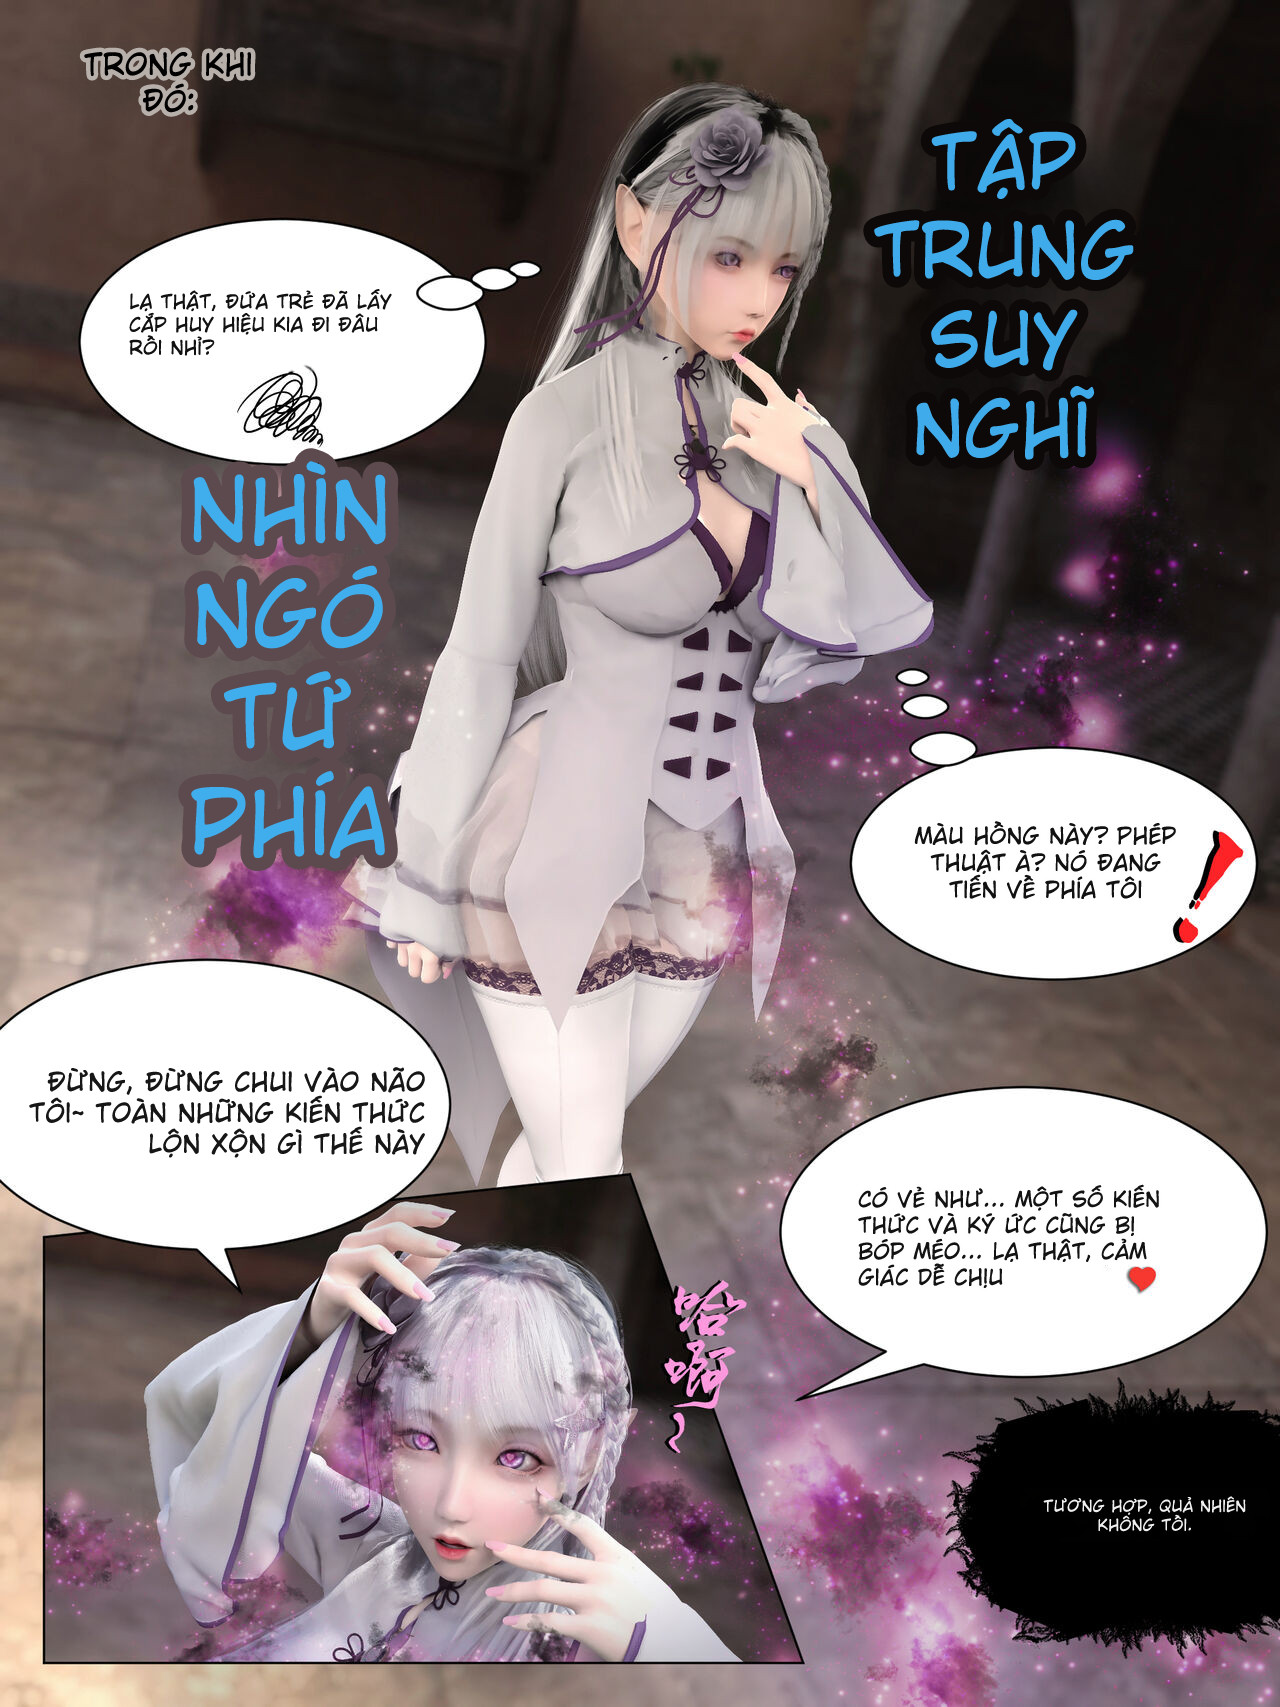 TRONG KHI
ĐÓ:
TẬP
TRUNG
SUY
NGHĨ
LẠ THẬT, ĐỨA TRẺ ĐÃ LẤY
CẮP HUY HIỆU KIA ĐI ĐÂU
RỒI NHỈ?
NHÌN
NGÓ
TỨ
PHÍA
MÀU HỒNG NÀY? PHÉP
THUẬT À? NÓ ĐANG
TIẾN VỀ PHÍA TÔI
!
ĐỪNG, ĐỪNG CHUI VÀO NÃO
TÔI~ TOÀN NHỮNG KIẾN THỨC
LỘN XỘN GÌ THẾ NÀY
CÓ VẺ NHƯ... MỘT SỐ KIẾN
THỨC VÀ KÝ ỨC CŨNG BỊ
BÓP MÉO... LẠ THẬT, CẢM
GIÁC DỄ CHỊU
哈啊~
TƯƠNG HỢP, QUẢ NHIÊN
KHÔNG TỒI.